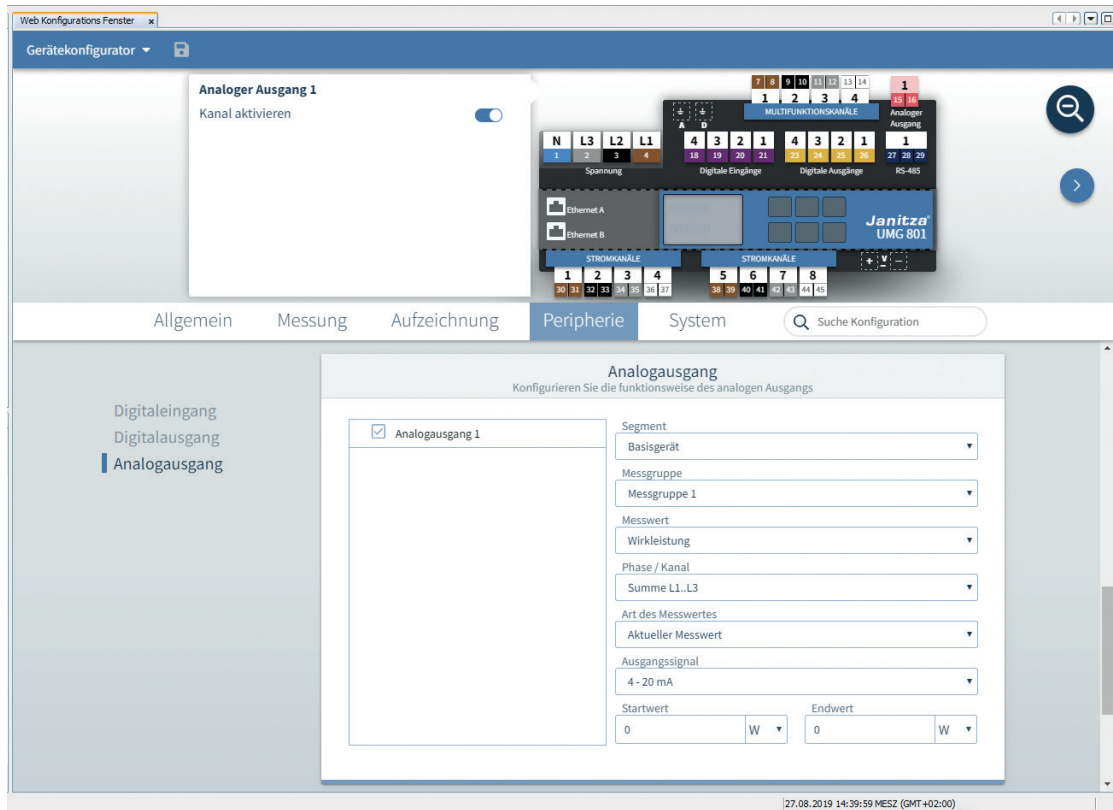 Web Konfigurations Fenster x
Gerätekonfigurator
Analoger Ausgang 1
Kanal aktivieren
7 8 9 10 11 12 13 14
1 2 3 4
MULTIFUNKTIONSKANÄLE
1
15 16
Analoger
Ausgang
A D
N L3 L2 L1
1 2 3 4
Spannung
4 3 2 1
18 19 20 21
Digitale Eingänge
4 3 2 1
23 24 25 26
Digitale Ausgänge
1
27 28 29
RS-485
Ethernet A
Ethernet B
Janitza®
UMG 801
STROMKANÄLE
1 2 3 4
30 31 32 33 34 35 36 37
STROMKANÄLE
5 6 7 8
38 39 40 41 42 43 44 45
+ V −
Allgemein Messung Aufzeichnung Peripherie System Suche Konfiguration
Digitaleingang
Digitalausgang
Analogausgang
Analogausgang
Konfigurieren Sie die funktionsweise des analogen Ausgangs
Analogausgang 1
Segment
Basisgerät
Messgruppe
Messgruppe 1
Messwert
Wirkleistung
Phase / Kanal
Summe L1..L3
Art des Messwertes
Aktueller Messwert
Ausgangssignal
4 - 20 mA
Startwert Endwert
0 W 0 W
27.08.2019 14:39:59 MESZ (GMT+02:00)